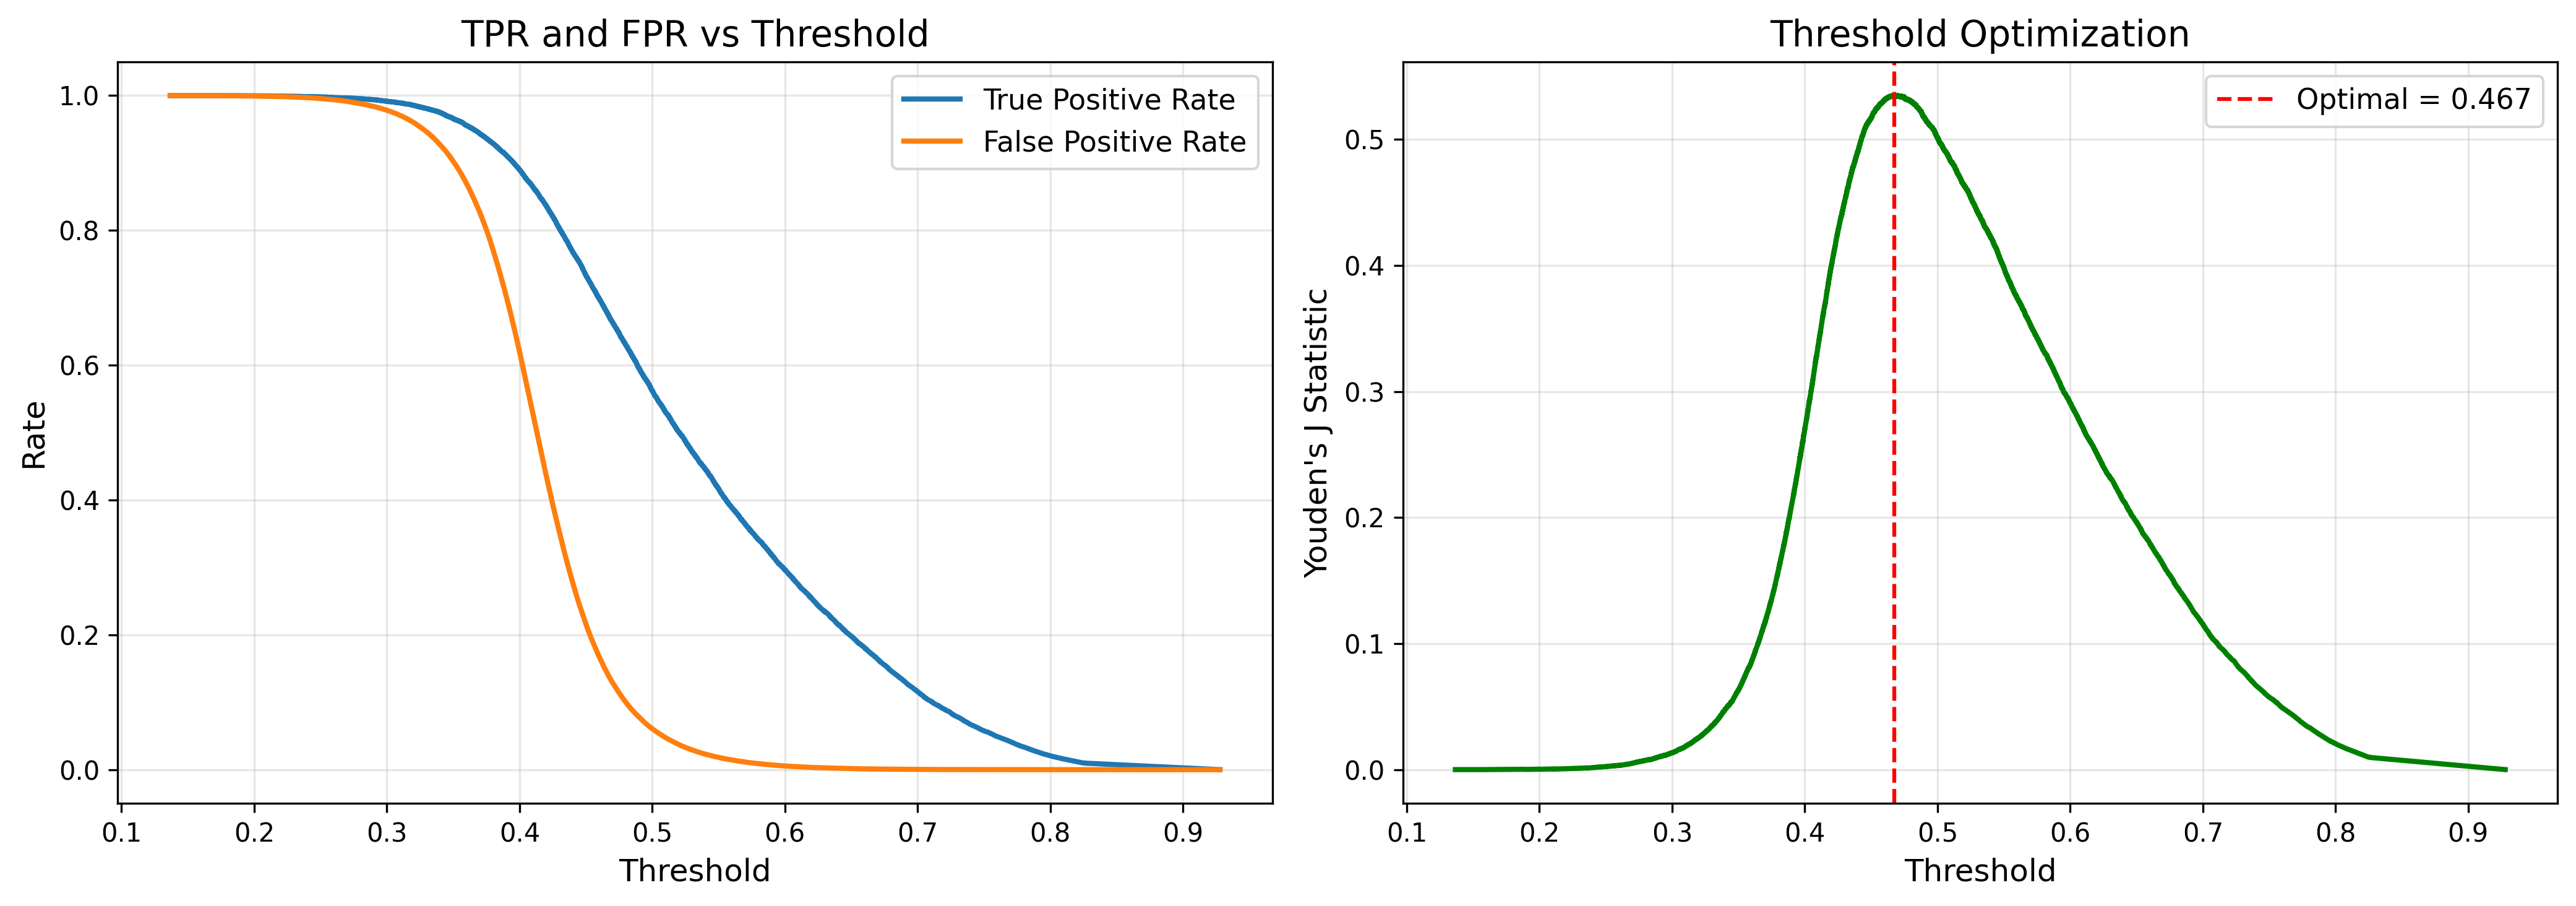 TPR and FPR vs Threshold
True Positive Rate
False Positive Rate
Rate
1.0
0.8
0.6
0.4
0.2
0.0
0.1 0.2 0.3 0.4 0.5 0.6 0.7 0.8 0.9
Threshold
Threshold Optimization
Optimal = 0.467
Youden's J Statistic
0.5
0.4
0.3
0.2
0.1
0.0
0.1 0.2 0.3 0.4 0.5 0.6 0.7 0.8 0.9
Threshold